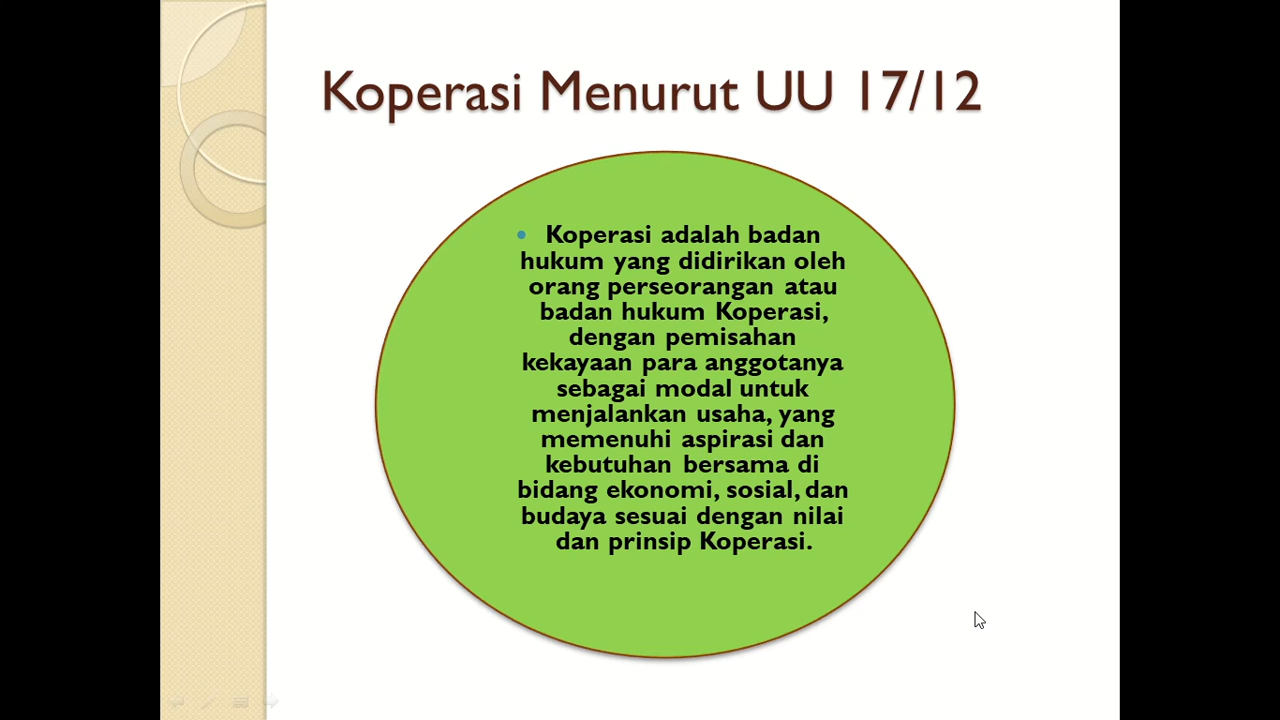 Koperasi Menurut UU 17/12
• Koperasi adalah badan
hukum yang didirikan oleh
orang perseorangan atau
badan hukum Koperasi,
dengan pemisahan
kekayaan para anggotanya
sebagai modal untuk
menjalankan usaha, yang
memenuhi aspirasi dan
kebutuhan bersama di
bidang ekonomi, sosial, dan
budaya sesuai dengan nilai
dan prinsip Koperasi.